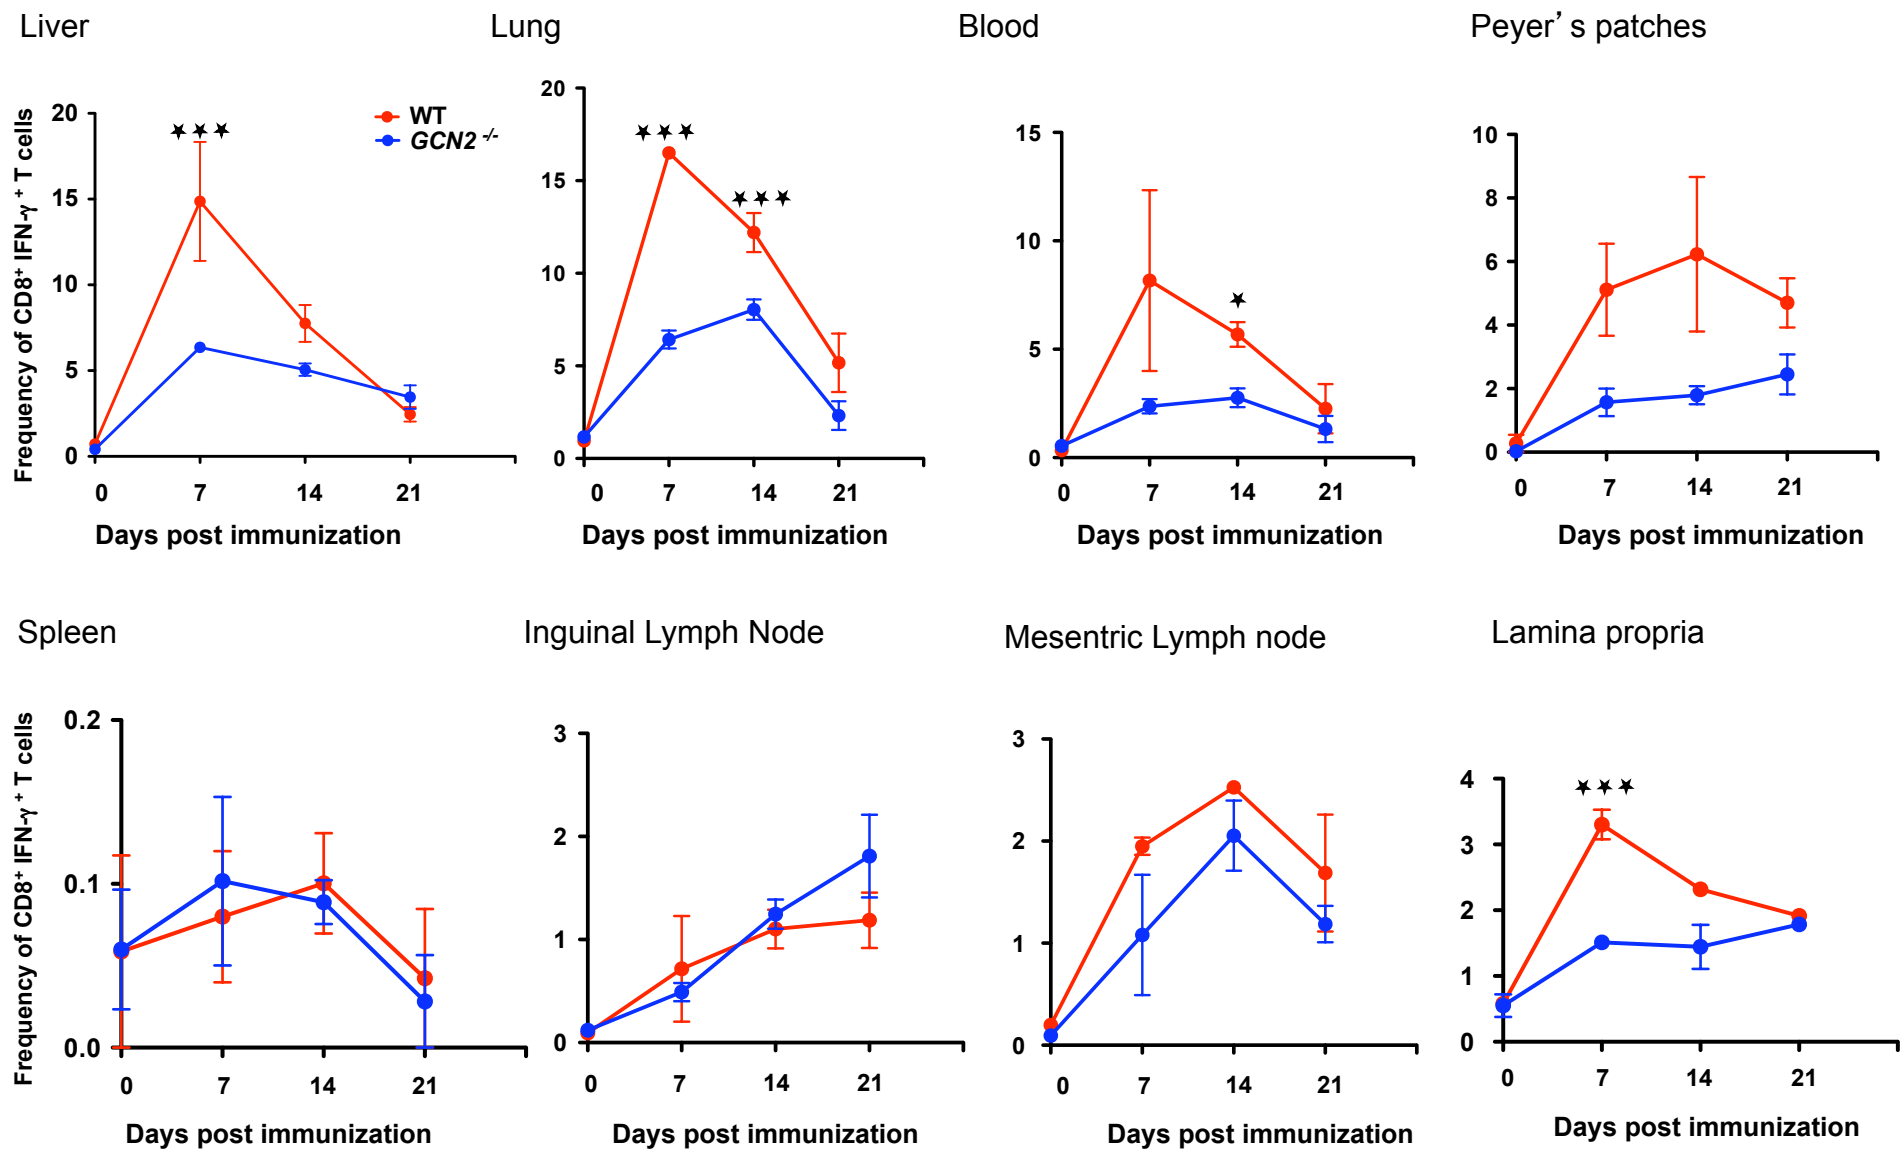 Liver
Lung
Blood
Peyer's patches
Frequency of CD8⁺ IFN-γ ⁺ T cells
20
15
10
5
0
★★★
WT
GCN2 -/-
0 7 14 21
Days post immunization
20
15
10
5
0
★★★
★★★
0 7 14 21
Days post immunization
15
10
5
0
★
0 7 14 21
Days post immunization
10
8
6
4
2
0
0 7 14 21
Days post immunization
Spleen
Inguinal Lymph Node
Mesentric Lymph node
Lamina propria
Frequency of CD8⁺ IFN-γ ⁺ T cells
0.2
0.1
0.0
0 7 14 21
Days post immunization
3
2
1
0
0 7 14 21
Days post immunization
3
2
1
0
0 7 14 21
Days post immunization
4
3
2
1
0
★★★
0 7 14 21
Days post immunization